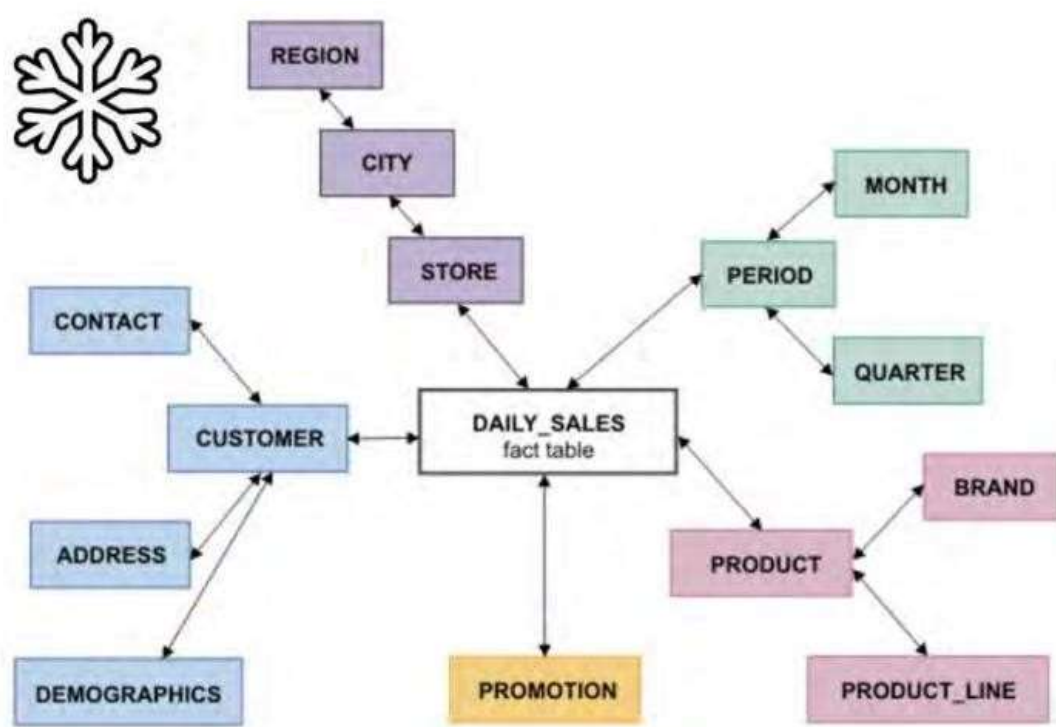 REGION
CITY
MONTH
STORE
PERIOD
CONTACT
QUARTER
DAILY_SALES
fact table
CUSTOMER
BRAND
ADDRESS
PRODUCT
DEMOGRAPHICS
PROMOTION
PRODUCT_LINE